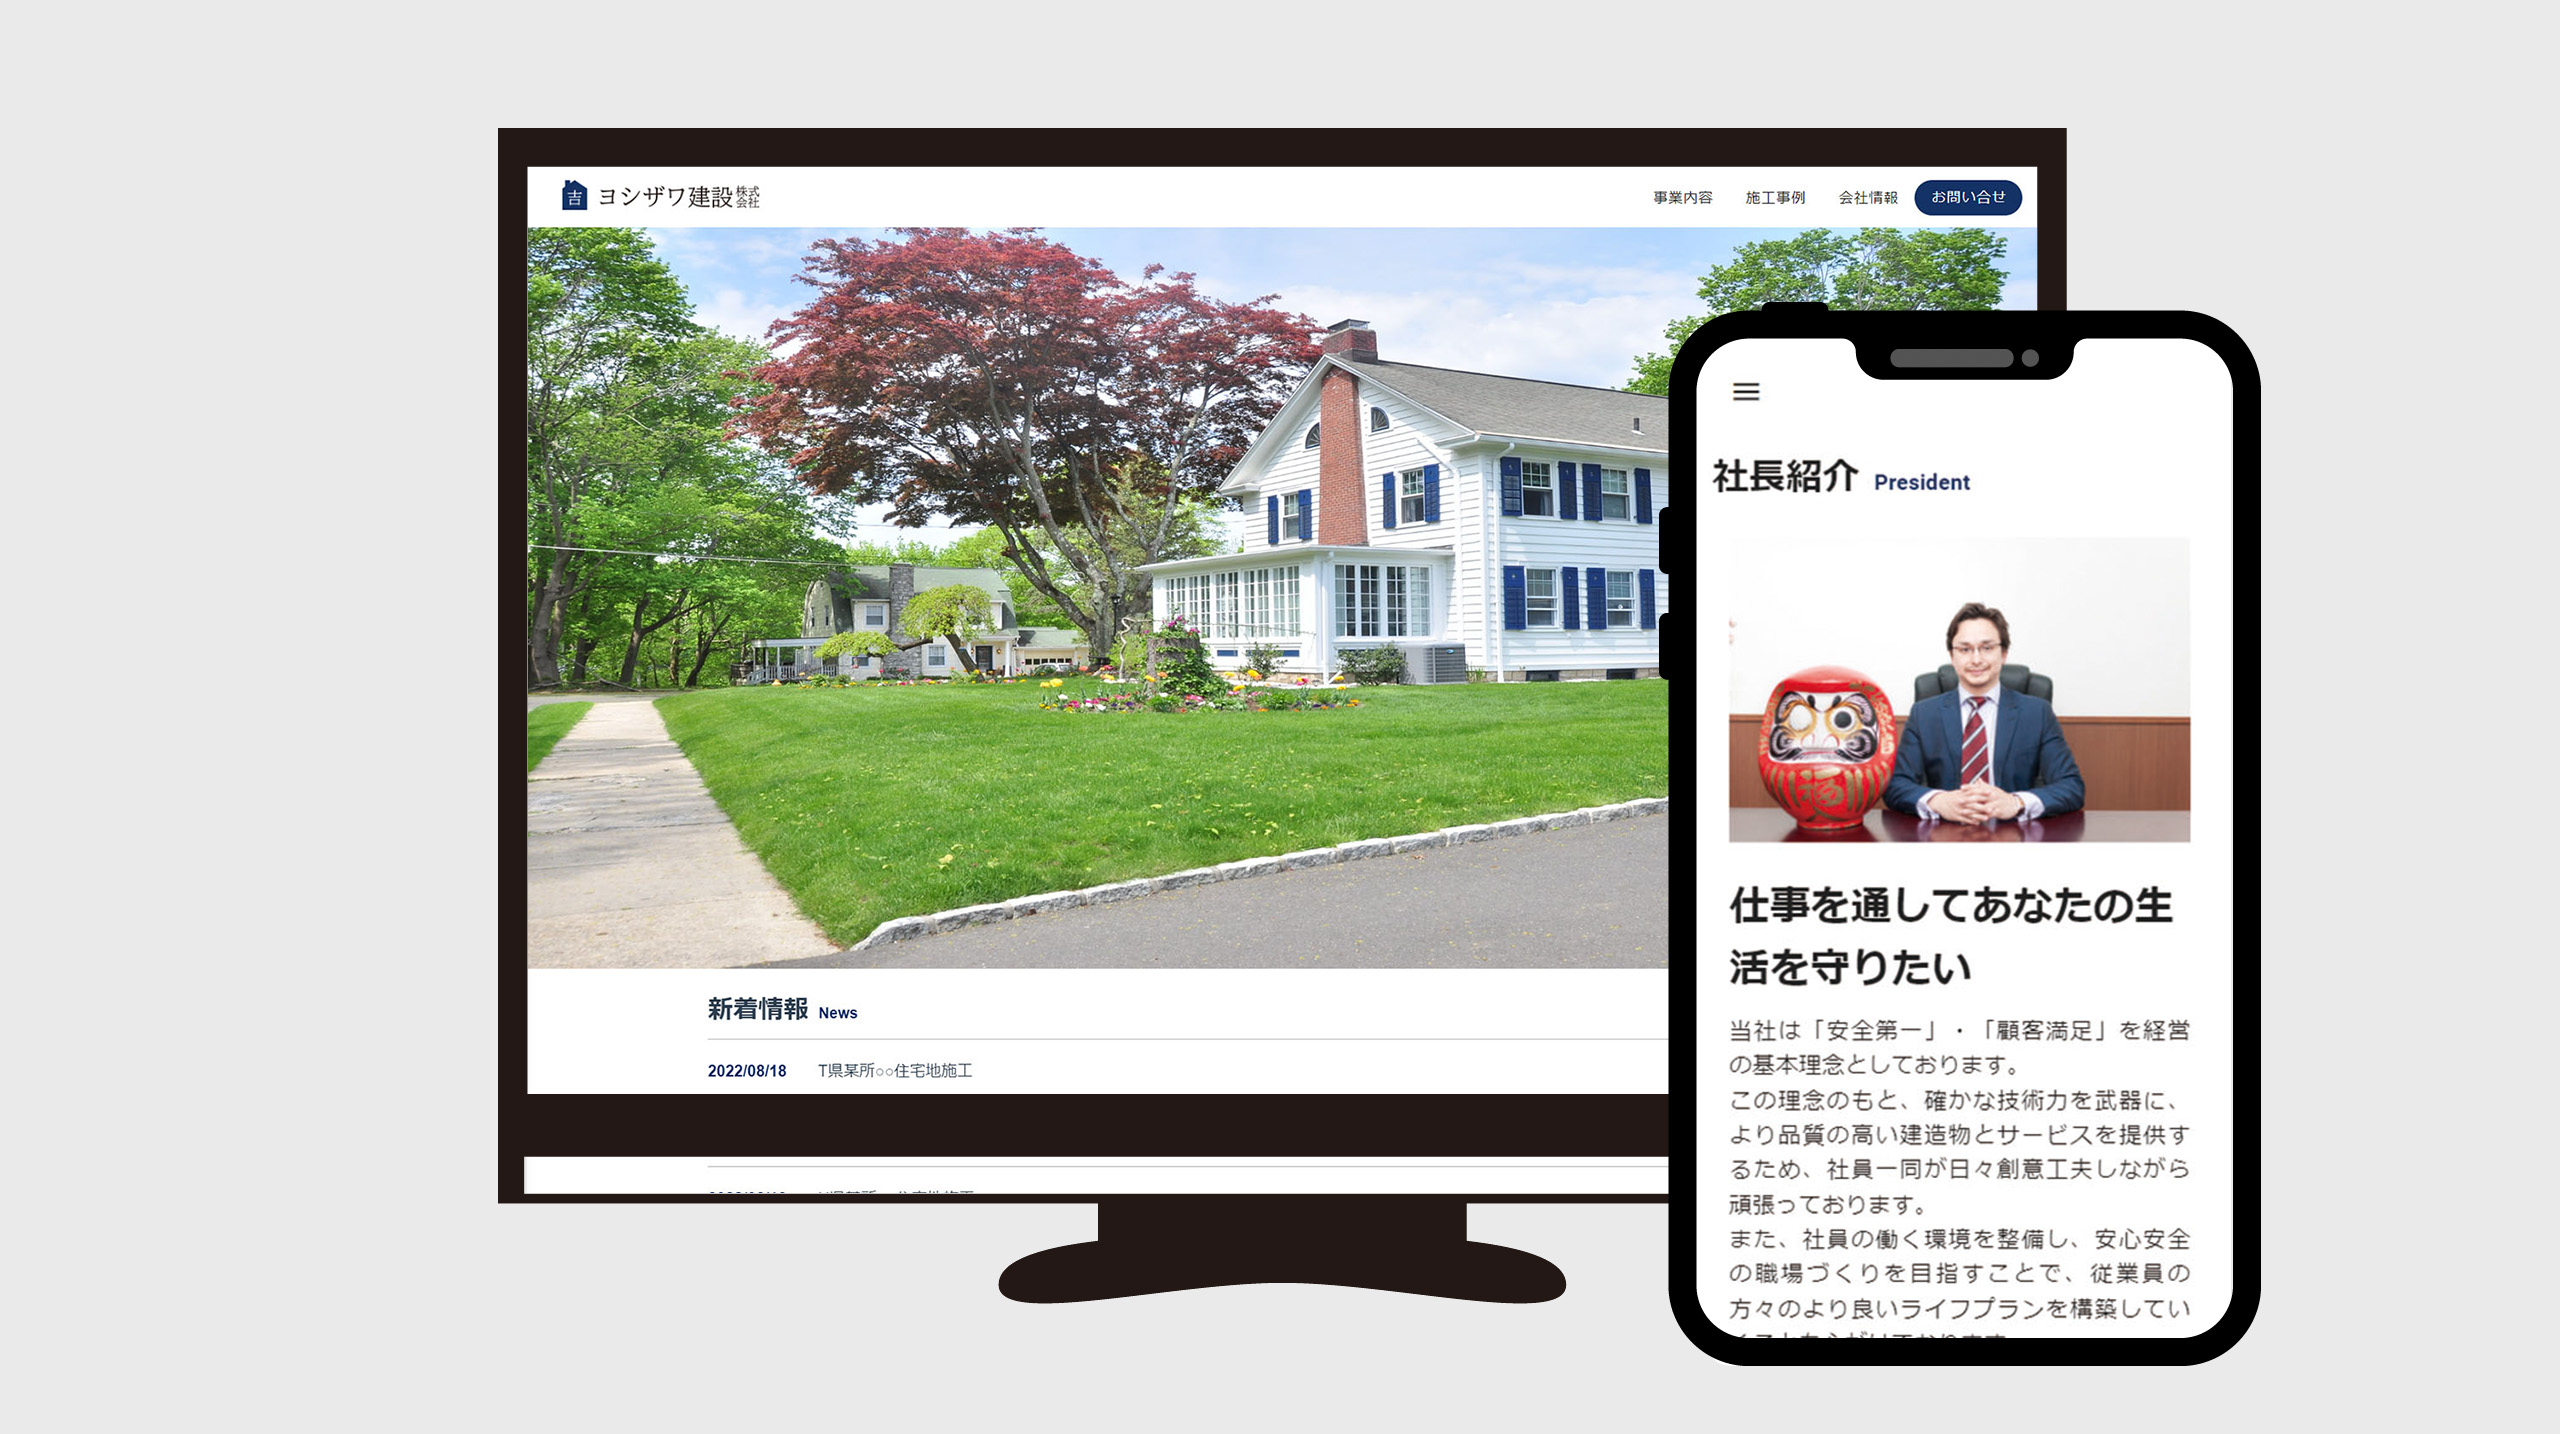 吉 ヨシザワ建設株式会社
事業内容 施工事例 会社情報 お問い合せ
新着情報 News
2022/08/18 T県某所○○住宅地施工
社長紹介 President
福
仕事を通してあなたの生
活を守りたい
当社は「安全第一」・「顧客満足」を経営
の基本理念としております。
この理念のもと、確かな技術力を武器に、
より品質の高い建造物とサービスを提供す
るため、社員一同が日々創意工夫しながら
頑張っております。
また、社員の働く環境を整備し、安心安全
の職場づくりを目指すことで、従業員の
方々のより良いライフプランを構築してい